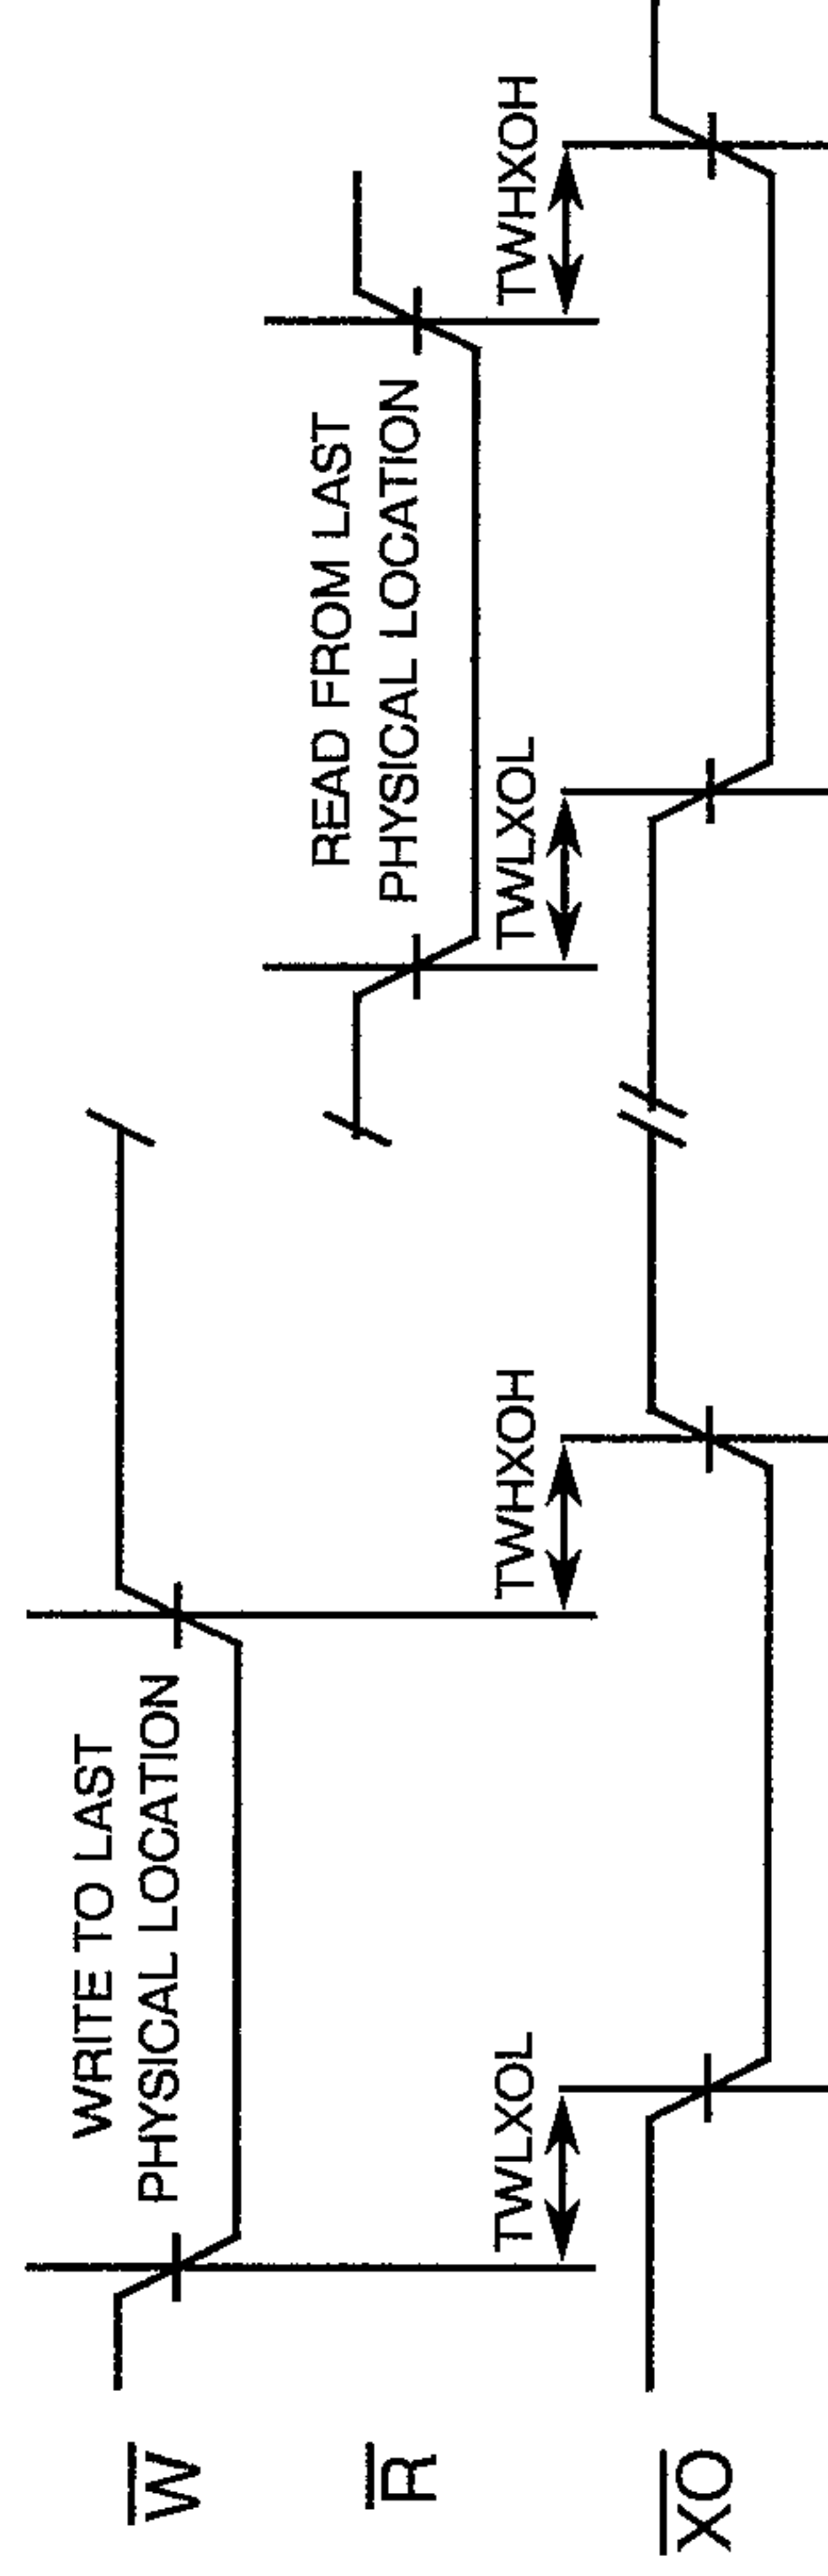 W
WRITE TO LAST
PHYSICAL LOCATION
R
READ FROM LAST
PHYSICAL LOCATION
TWLXOL
TWHXOH
TWLXOL
TWHXOH
XO